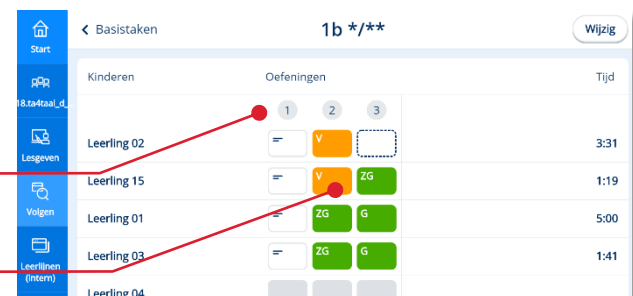 Start
18.ta4taal_d_
Lesgeven
Volgen
Leerlijnen
(intern)
Basistaken
1b */**
Wijzig
Kinderen Oefeningen Tijd
1 2 3
Leerling 02 V 3:31
Leerling 15 V ZG 1:19
Leerling 01 ZG G 5:00
Leerling 03 ZG G 1:41
Leerling 04